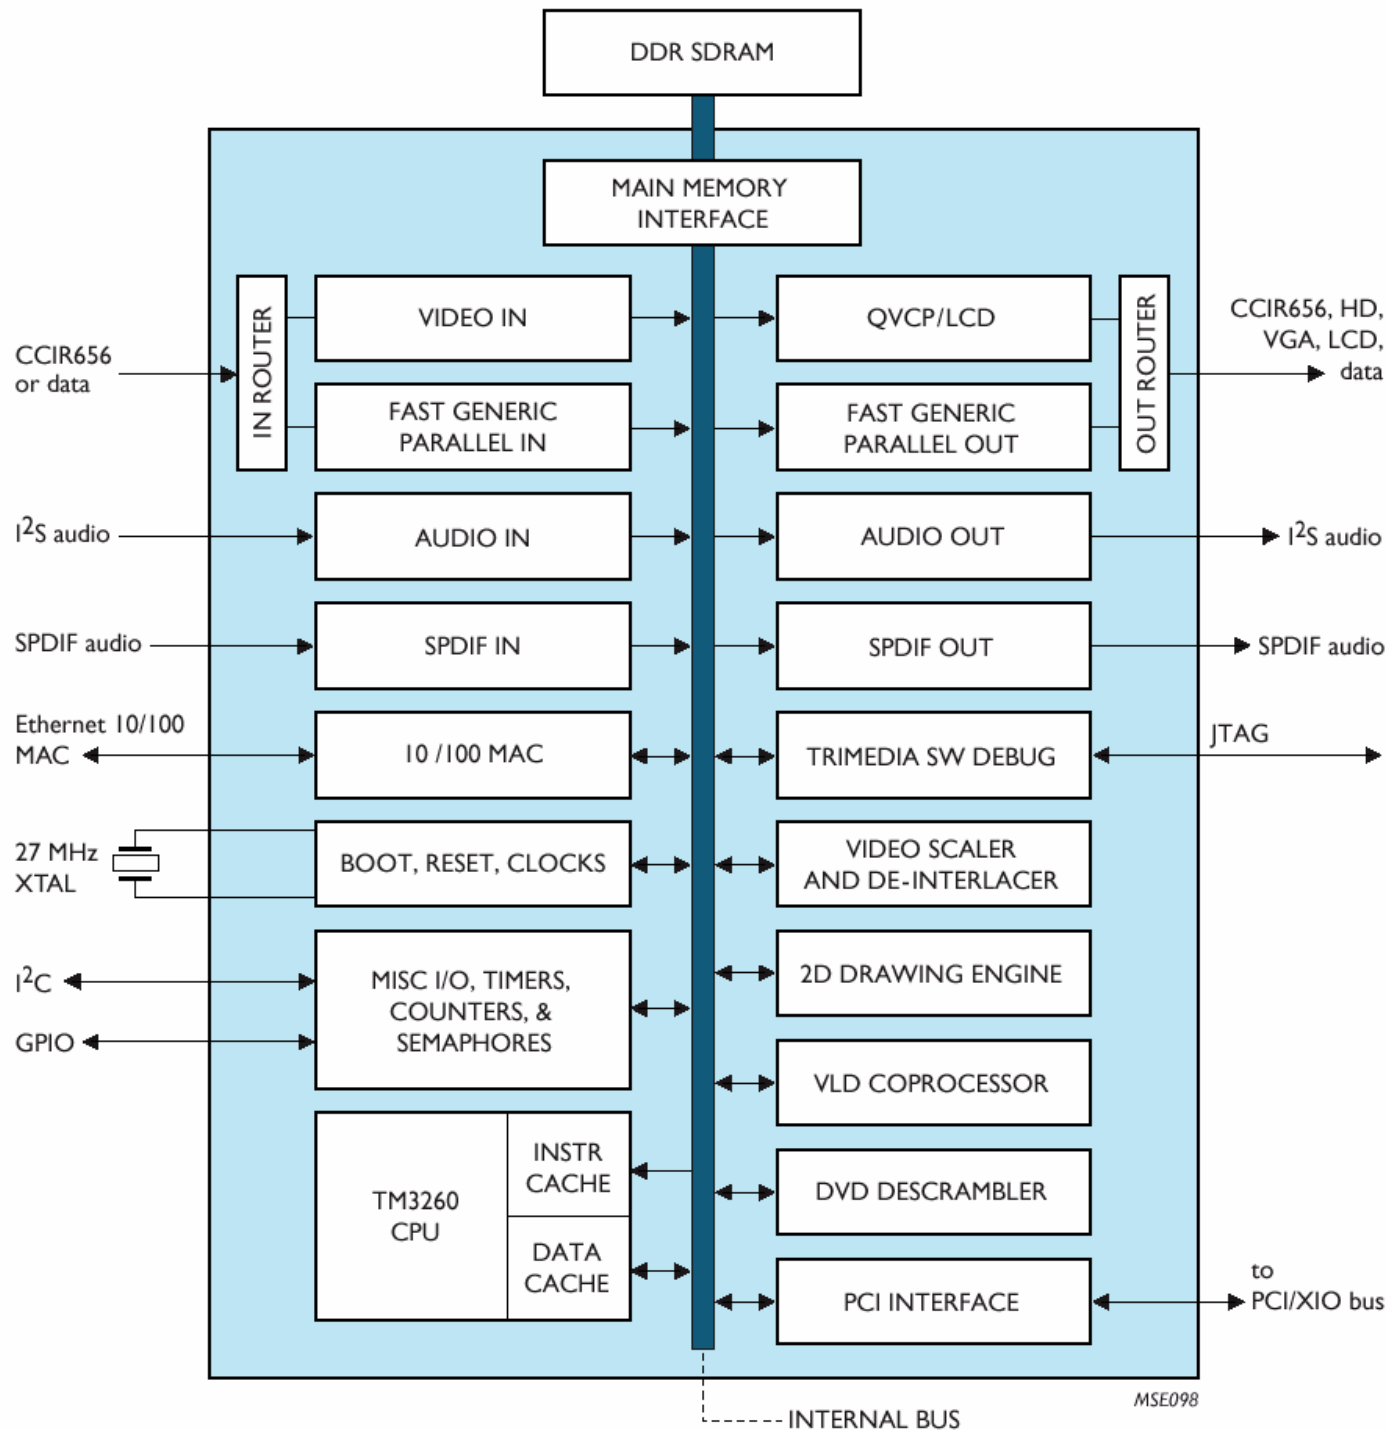 DDR SDRAM
MAIN MEMORY
INTERFACE
IN ROUTER
VIDEO IN
QVCP/LCD
OUT ROUTER
CCIR656, HD,
VGA, LCD,
data
CCIR656
or data
FAST GENERIC
PARALLEL IN
FAST GENERIC
PARALLEL OUT
I²S audio
AUDIO IN
AUDIO OUT
I²S audio
SPDIF audio
SPDIF IN
SPDIF OUT
SPDIF audio
Ethernet 10/100
MAC
10 /100 MAC
TRIMEDIA SW DEBUG
JTAG
27 MHz
XTAL
BOOT, RESET, CLOCKS
VIDEO SCALER
AND DE-INTERLACER
I²C
GPIO
MISC I/O, TIMERS,
COUNTERS, &
SEMAPHORES
2D DRAWING ENGINE
VLD COPROCESSOR
TM3260
CPU
INSTR
CACHE
DATA
CACHE
DVD DESCRAMBLER
PCI INTERFACE
to
PCI/XIO bus
MSE098
INTERNAL BUS